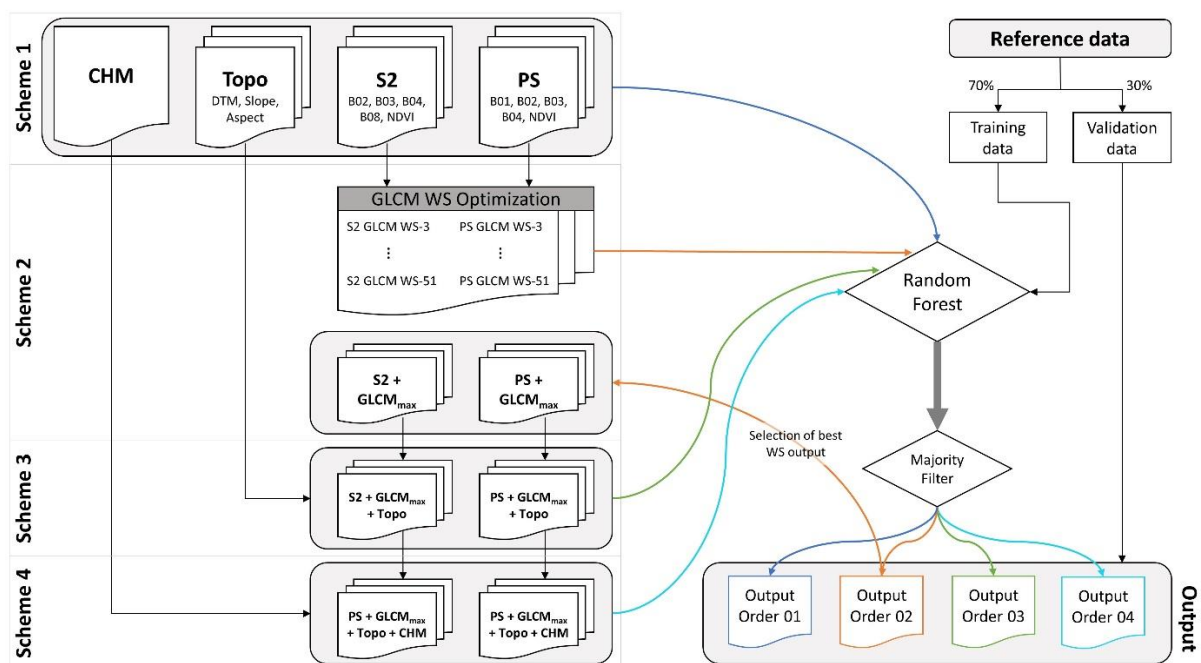 Scheme 1
CHM
Topo
DTM, Slope,
Aspect
S2
B02, B03, B04,
B08, NDVI
PS
B01, B02, B03,
B04, NDVI
Scheme 2
GLCM WS Optimization
S2 GLCM WS-3
PS GLCM WS-3
⋮
⋮
S2 GLCM WS-51
PS GLCM WS-51
S2 +
GLCMmax
PS +
GLCMmax
Scheme 3
S2 + GLCMmax
+ Topo
PS + GLCMmax
+ Topo
Scheme 4
PS + GLCMmax
+ Topo + CHM
PS + GLCMmax
+ Topo + CHM
Reference data
70%
30%
Training
data
Validation
data
Random
Forest
Selection of best
WS output
Majority
Filter
Output
Order 01
Output
Order 02
Output
Order 03
Output
Order 04
Output